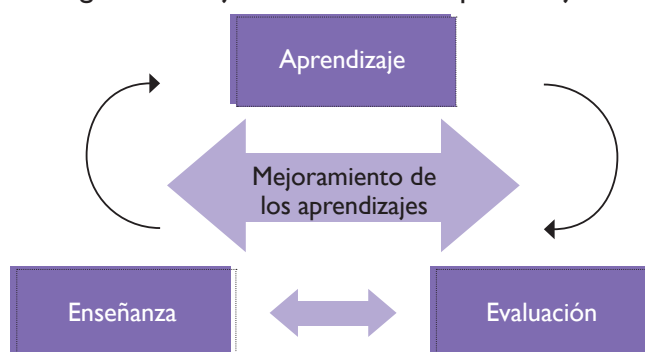 Aprendizaje
Mejoramiento de
los aprendizajes
Enseñanza
Evaluación